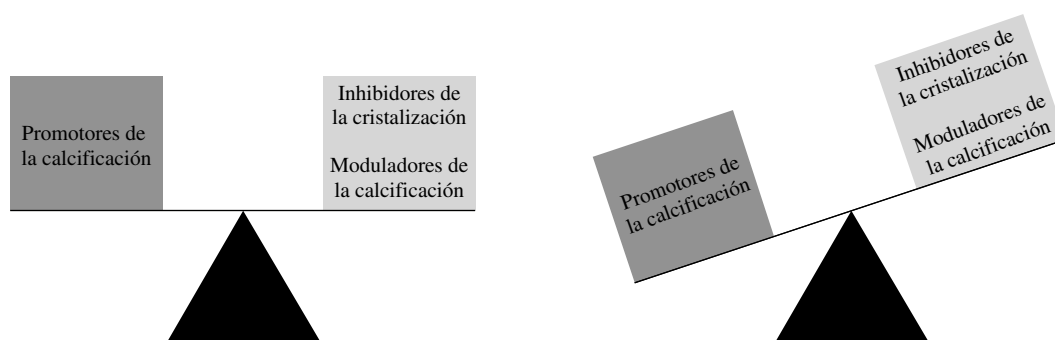 Promotores de
la calcificación
Inhibidores de
la cristalización
Moduladores de
la calcificación
Promotores de
la calcificación
Inhibidores de
la cristalización
Moduladores de
la calcificación